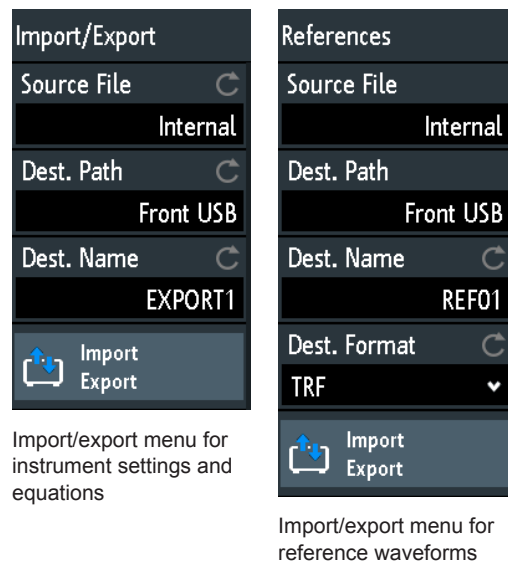 Import/Export
Source File
Internal
Dest. Path
Front USB
Dest. Name
EXPORT1
Import
Export
Import/export menu for
instrument settings and
equations
References
Source File
Internal
Dest. Path
Front USB
Dest. Name
REF01
Dest. Format
TRF
Import
Export
Import/export menu for
reference waveforms